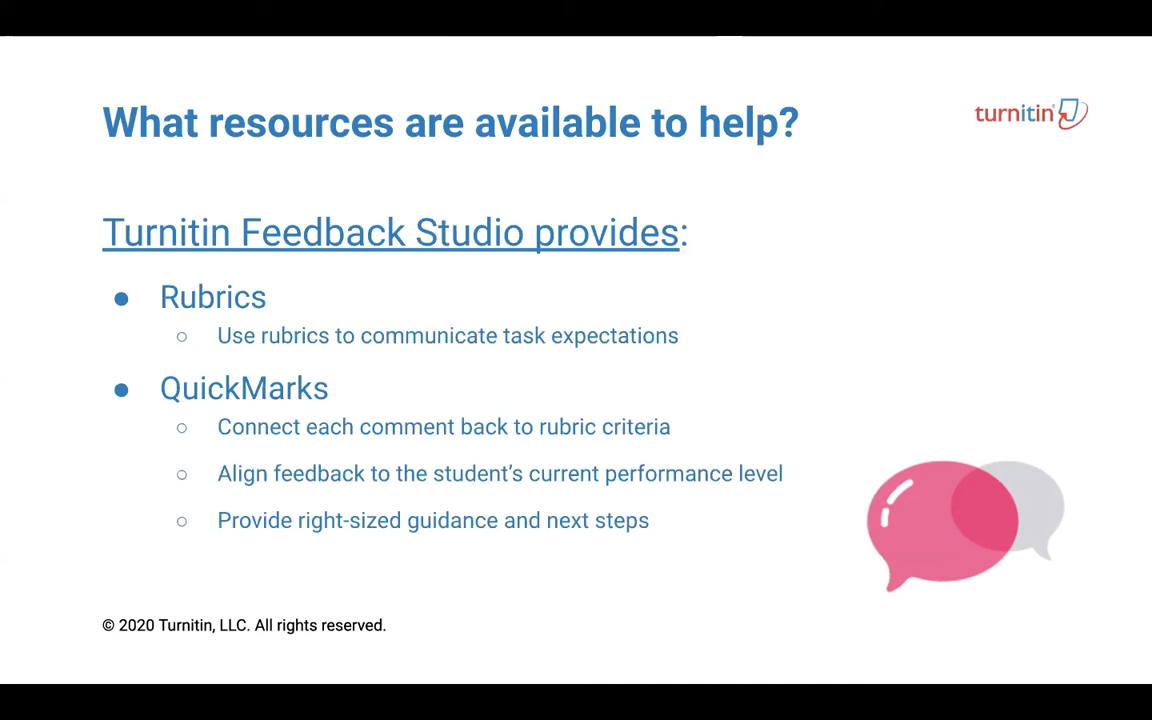 What resources are available to help?
turnitin
Turnitin Feedback Studio provides:
● Rubrics
○ Use rubrics to communicate task expectations
● QuickMarks
○ Connect each comment back to rubric criteria
○ Align feedback to the student’s current performance level
○ Provide right-sized guidance and next steps
© 2020 Turnitin, LLC. All rights reserved.